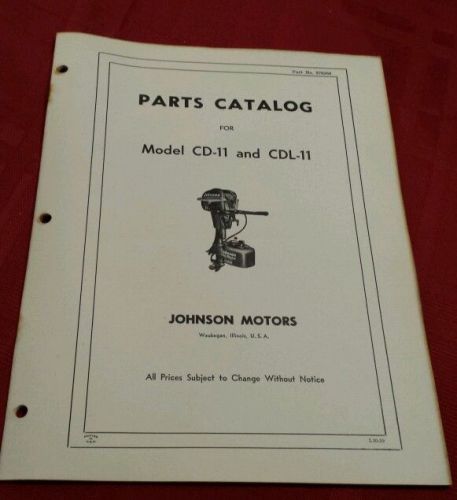 Part No.
PARTS CATALOG
FOR
Model CD-11 and CDL-11
JOHNSON MOTORS
Waukegan, Illinois, U. S. A.
All Prices Subject to Change Without Notice